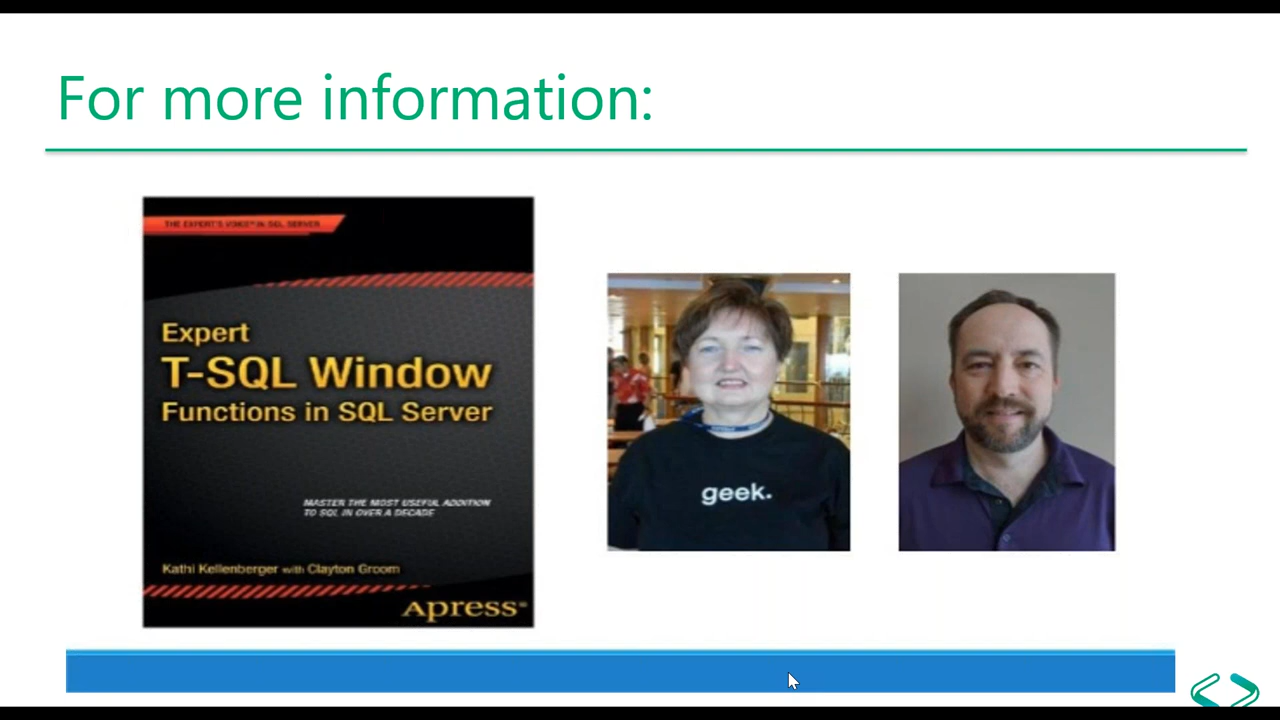 For more information:
THE EXPERT'S VOICE® IN SQL SERVER
Expert
T-SQL Window
Functions in SQL Server
MASTER THE MOST USEFUL ADDITION
TO SQL IN OVER A DECADE
Kathi Kellenberger with Clayton Groom
Apress®
geek.